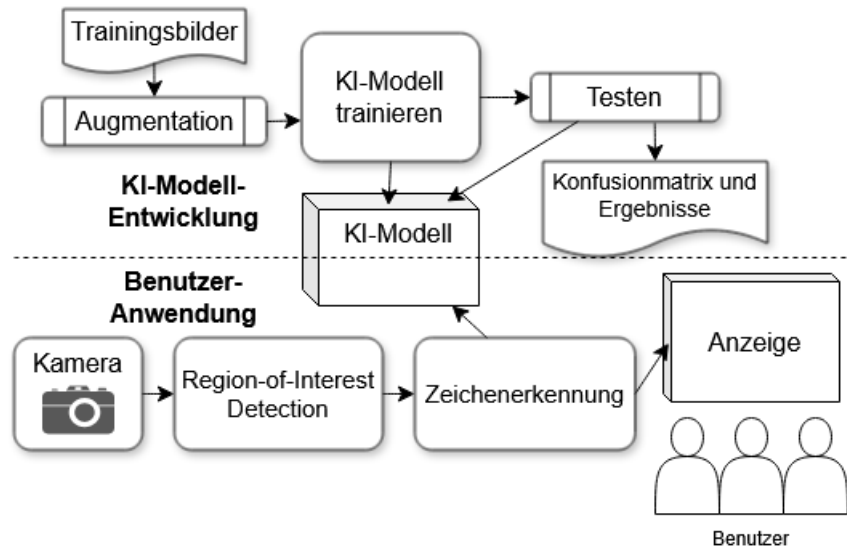 Trainingsbilder
Augmentation
KI-Modell
trainieren
Testen
Konfusionmatrix und
Ergebnisse
KI-Modell-
Entwicklung
KI-Modell
Benutzer-
Anwendung
Kamera
Region-of-Interest
Detection
Zeichenerkennung
Anzeige
Benutzer